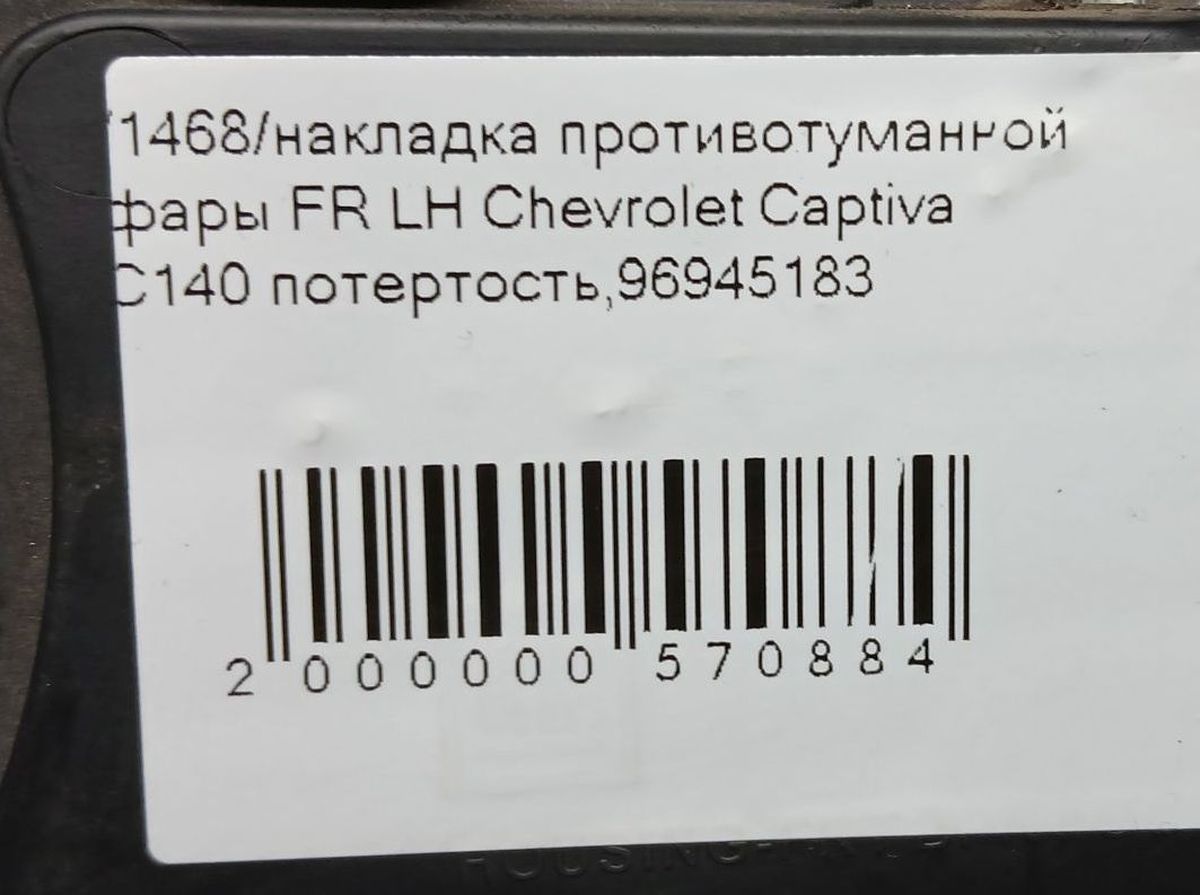 1468/накладка противотуманной
фары FR LH Chevrolet Captiva
C140 потертость,96945183
2 000000 570884